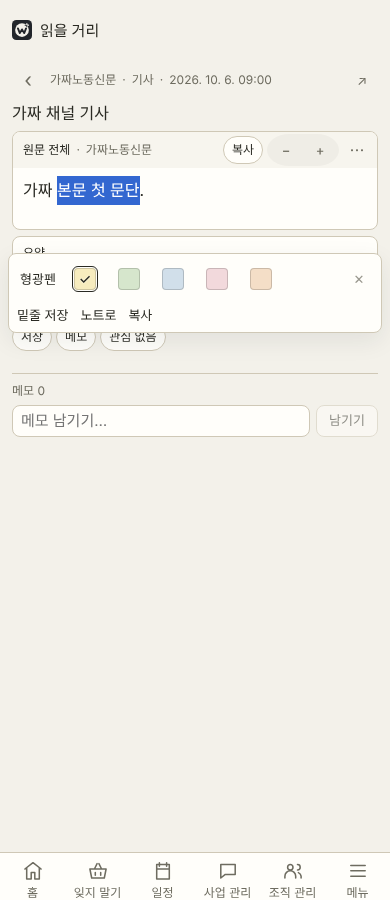 읽을 거리
가짜노동신문 · 기사 · 2026. 10. 6. 09:00
가짜 채널 기사
원문 전체 · 가짜노동신문 복사 − + ···
가짜 본문 첫 문단.
요약
형광펜 ×
밑줄 저장 노트로 복사
저장 메모 관심 없음
메모 0
메모 남기기... 남기기
홈 잊지 말기 일정 사업 관리 조직 관리 메뉴